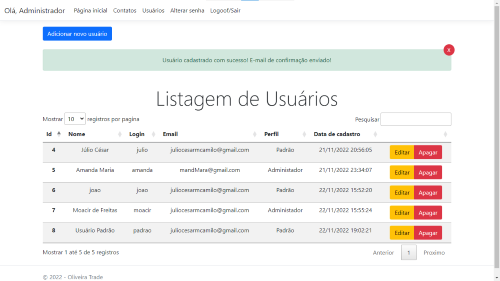 Olá, Administrador Página inicial Contatos Usuários Alterar senha Logoof/Sair
Adicionar novo usuário
Usuário cadastrado com sucesso! E-mail de confirmação enviado!
X
Listagem de Usuários
Mostrar 10 registros por pagina Pesquisar
Id Nome Login Email Perfil Data de cadastro
4 Júlio César julio juliocesarmcamilo@gmail.com Padrão 21/11/2022 20:56:05 Editar Apagar
5 Amanda Maria amanda mandMara@gmail.com Administador 21/11/2022 23:34:07 Editar Apagar
6 joao joao juliocesarmcamilo@gmail.com Padrão 22/11/2022 15:52:20 Editar Apagar
7 Moacir de Freitas moacir juliocesarmcamilo@gmail.com Administador 22/11/2022 15:55:24 Editar Apagar
8 Usuário Padrão padrao juliocesarmcamilo@gmail.com Padrão 22/11/2022 19:02:21 Editar Apagar
Mostrar 1 até 5 de 5 registros Anterior 1 Proximo
© 2022 - Oliveira Trade